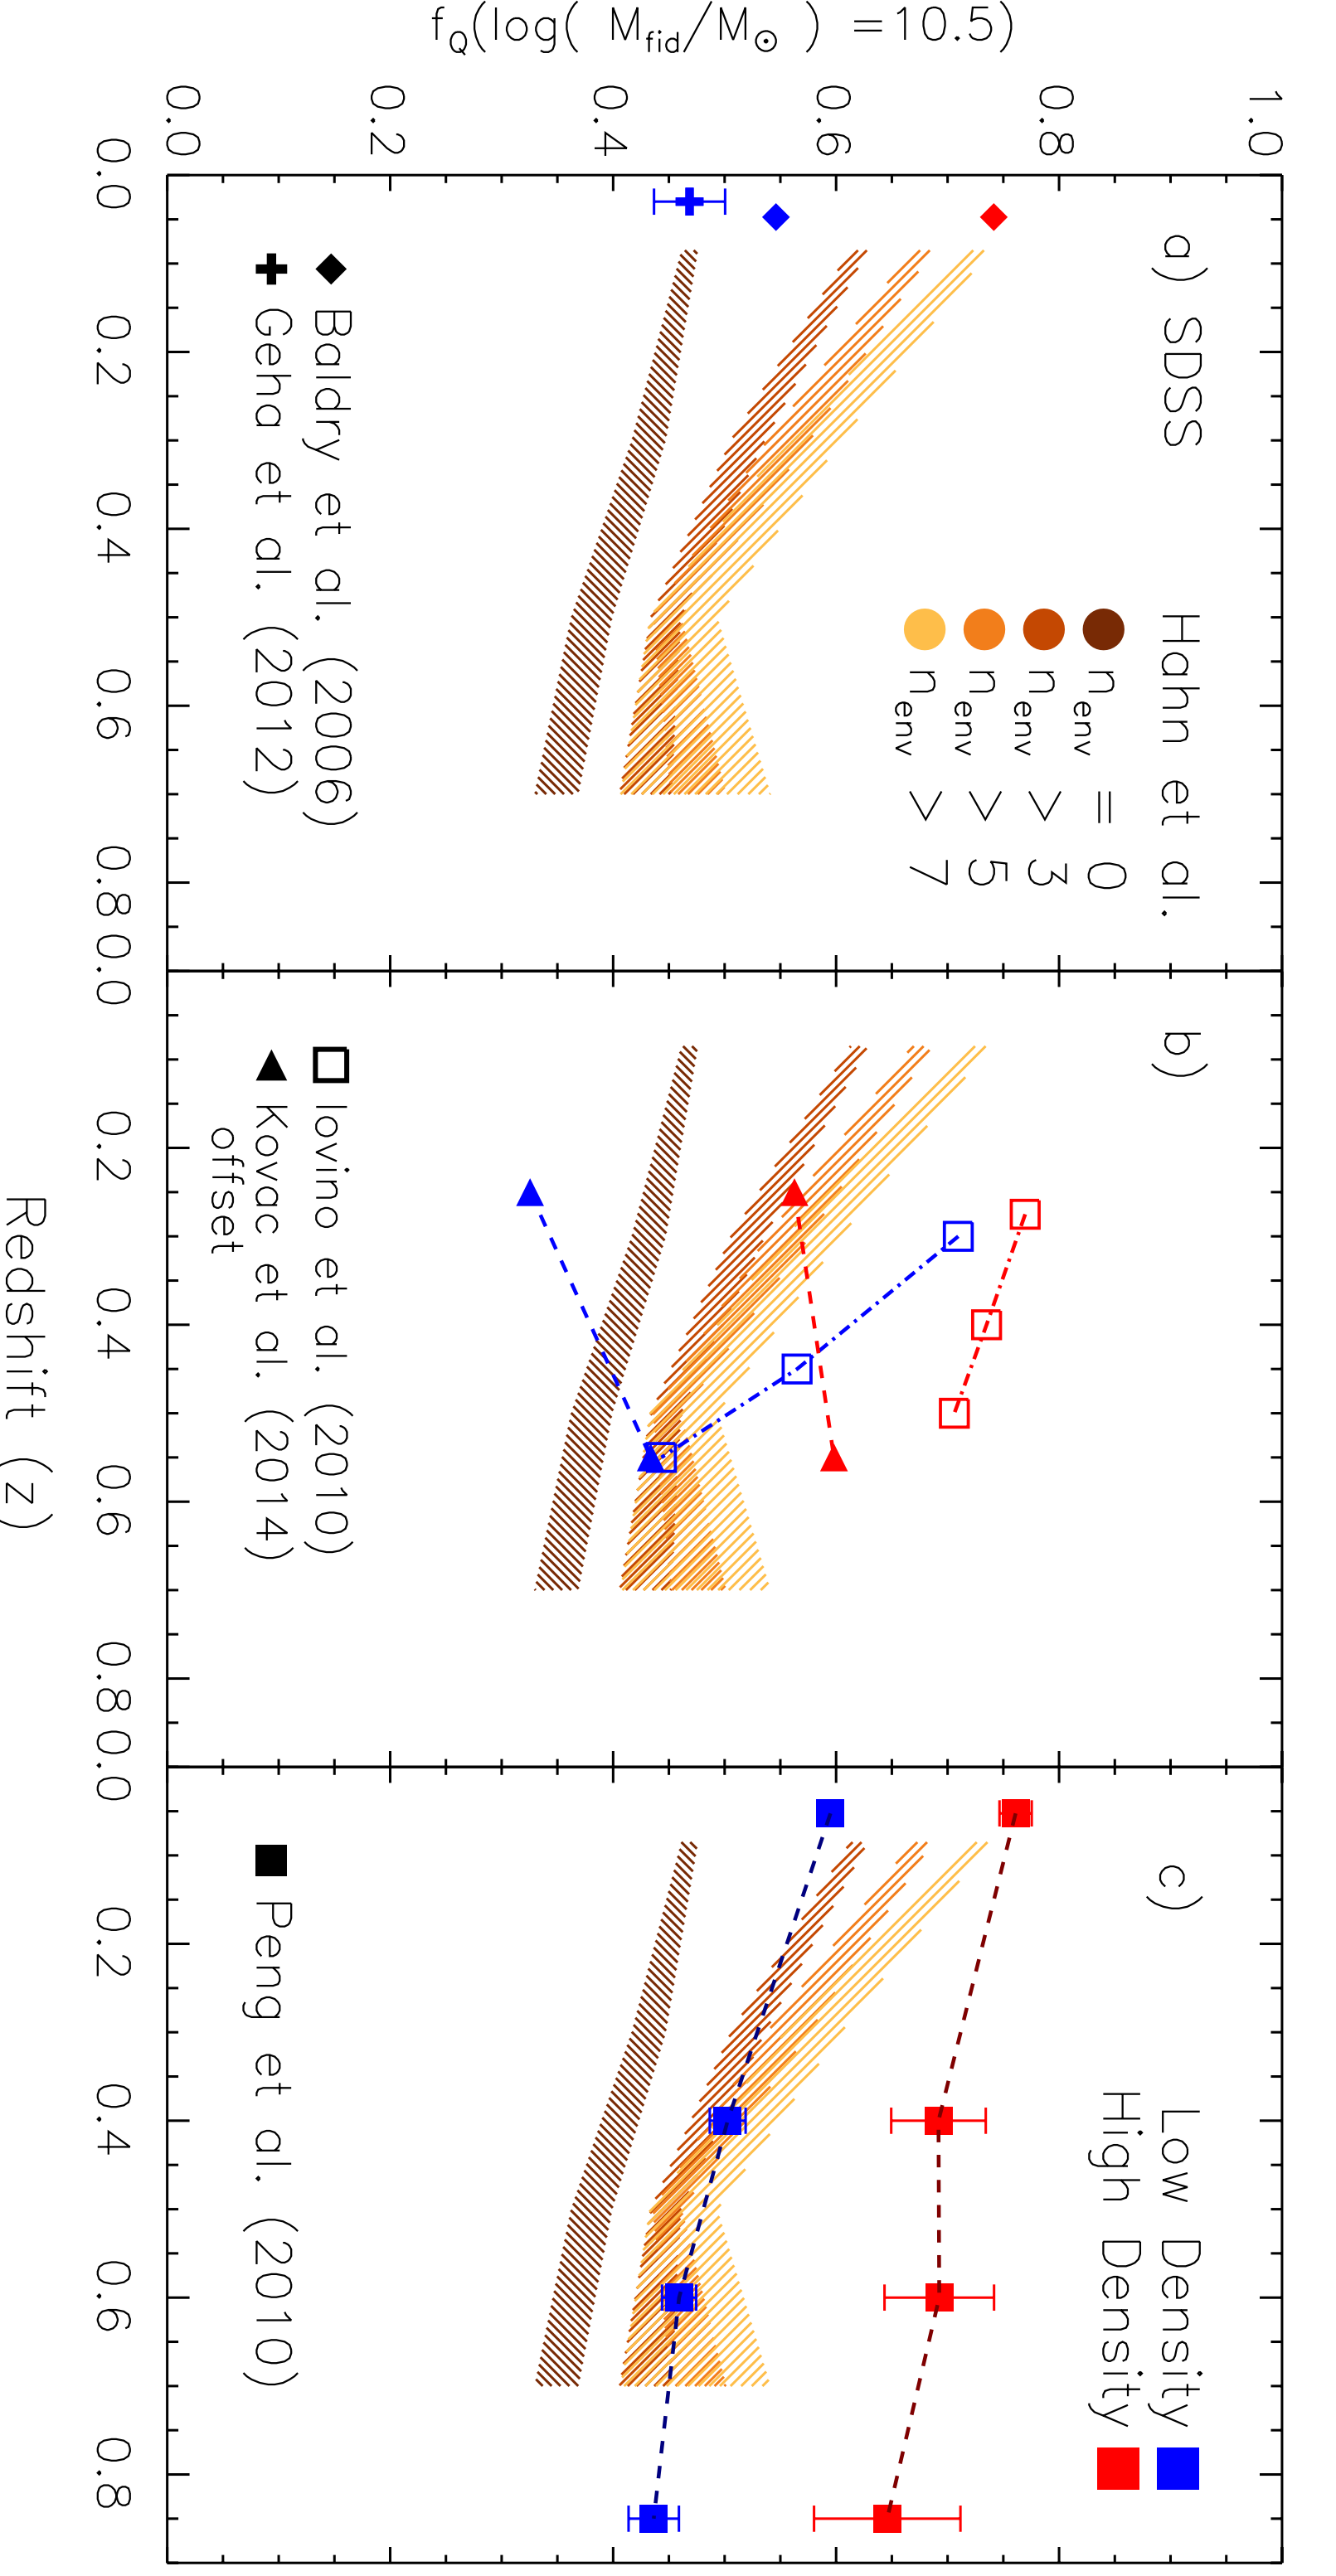 f_Q(log( M_fid/M_⊙ ) =10.5)
1.0
0.8
0.6
0.4
0.2
0.0
a) SDSS
Hahn et al.
n_env = 0
n_env > 3
n_env > 5
n_env > 7
Baldry et al. (2006)
Geha et al. (2012)
b)
Iovino et al. (2010)
Kovac et al. (2014)
offset
c)
Low Density
High Density
Peng et al. (2010)
0.0 0.2 0.4 0.6 0.8 0.0 0.2 0.4 0.6 0.8 0.0 0.2 0.4 0.6 0.8
Redshift (z)